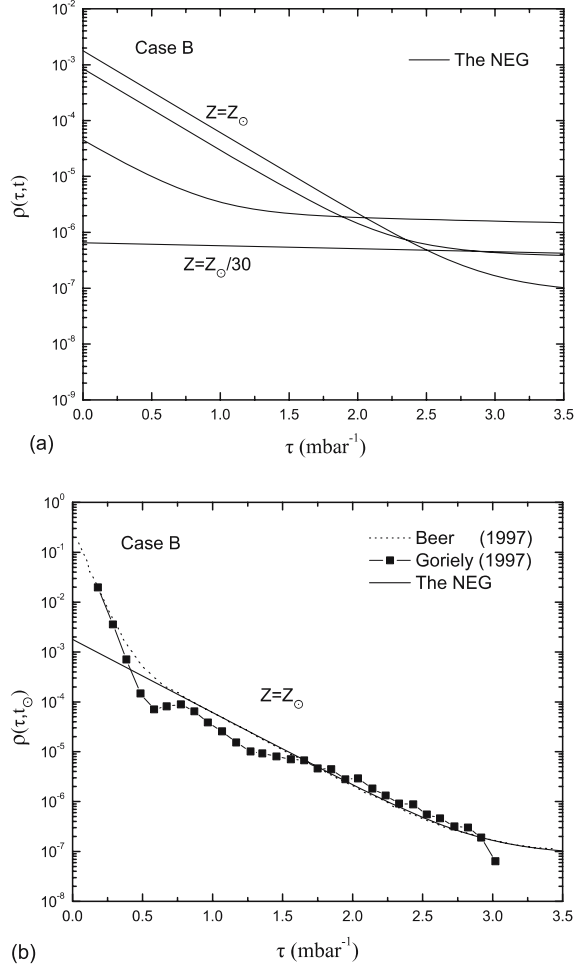 10⁻²
10⁻³
10⁻⁴
10⁻⁵
10⁻⁶
10⁻⁷
10⁻⁸
10⁻⁹
ρ(τ,t)
Case B
The NEG
Z=Z☉
Z=Z☉/30
0.0 0.5 1.0 1.5 2.0 2.5 3.0 3.5
(a)
τ (mbar⁻¹)
10⁰
10⁻¹
10⁻²
10⁻³
10⁻⁴
10⁻⁵
10⁻⁶
10⁻⁷
10⁻⁸
ρ(τ,t☉)
Case B
Beer (1997)
Goriely (1997)
The NEG
Z=Z☉
0.0 0.5 1.0 1.5 2.0 2.5 3.0 3.5
(b)
τ (mbar⁻¹)